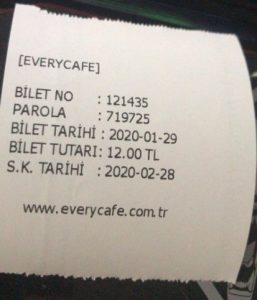 [EVERYCAFE]
BİLET NO : 121435
PAROLA : 719725
BİLET TARİHİ : 2020-01-29
BİLET TUTARI: 12.00 TL
S.K. TARİHİ : 2020-02-28
www.everycafe.com.tr